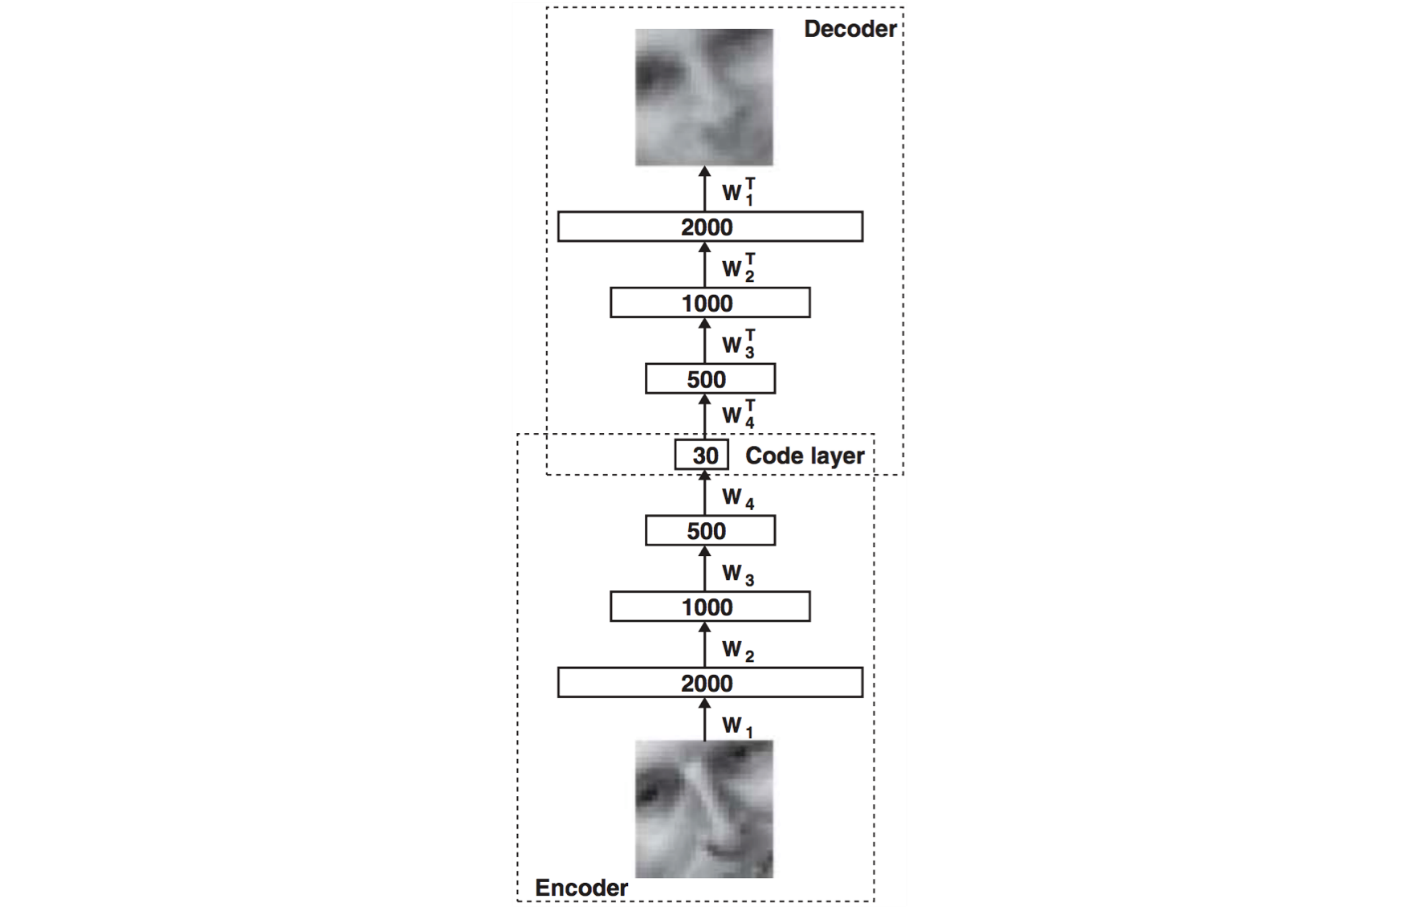 Decoder
W₁ᵀ
2000
W₂ᵀ
1000
W₃ᵀ
500
W₄ᵀ
30 Code layer
W₄
500
W₃
1000
W₂
2000
W₁
Encoder